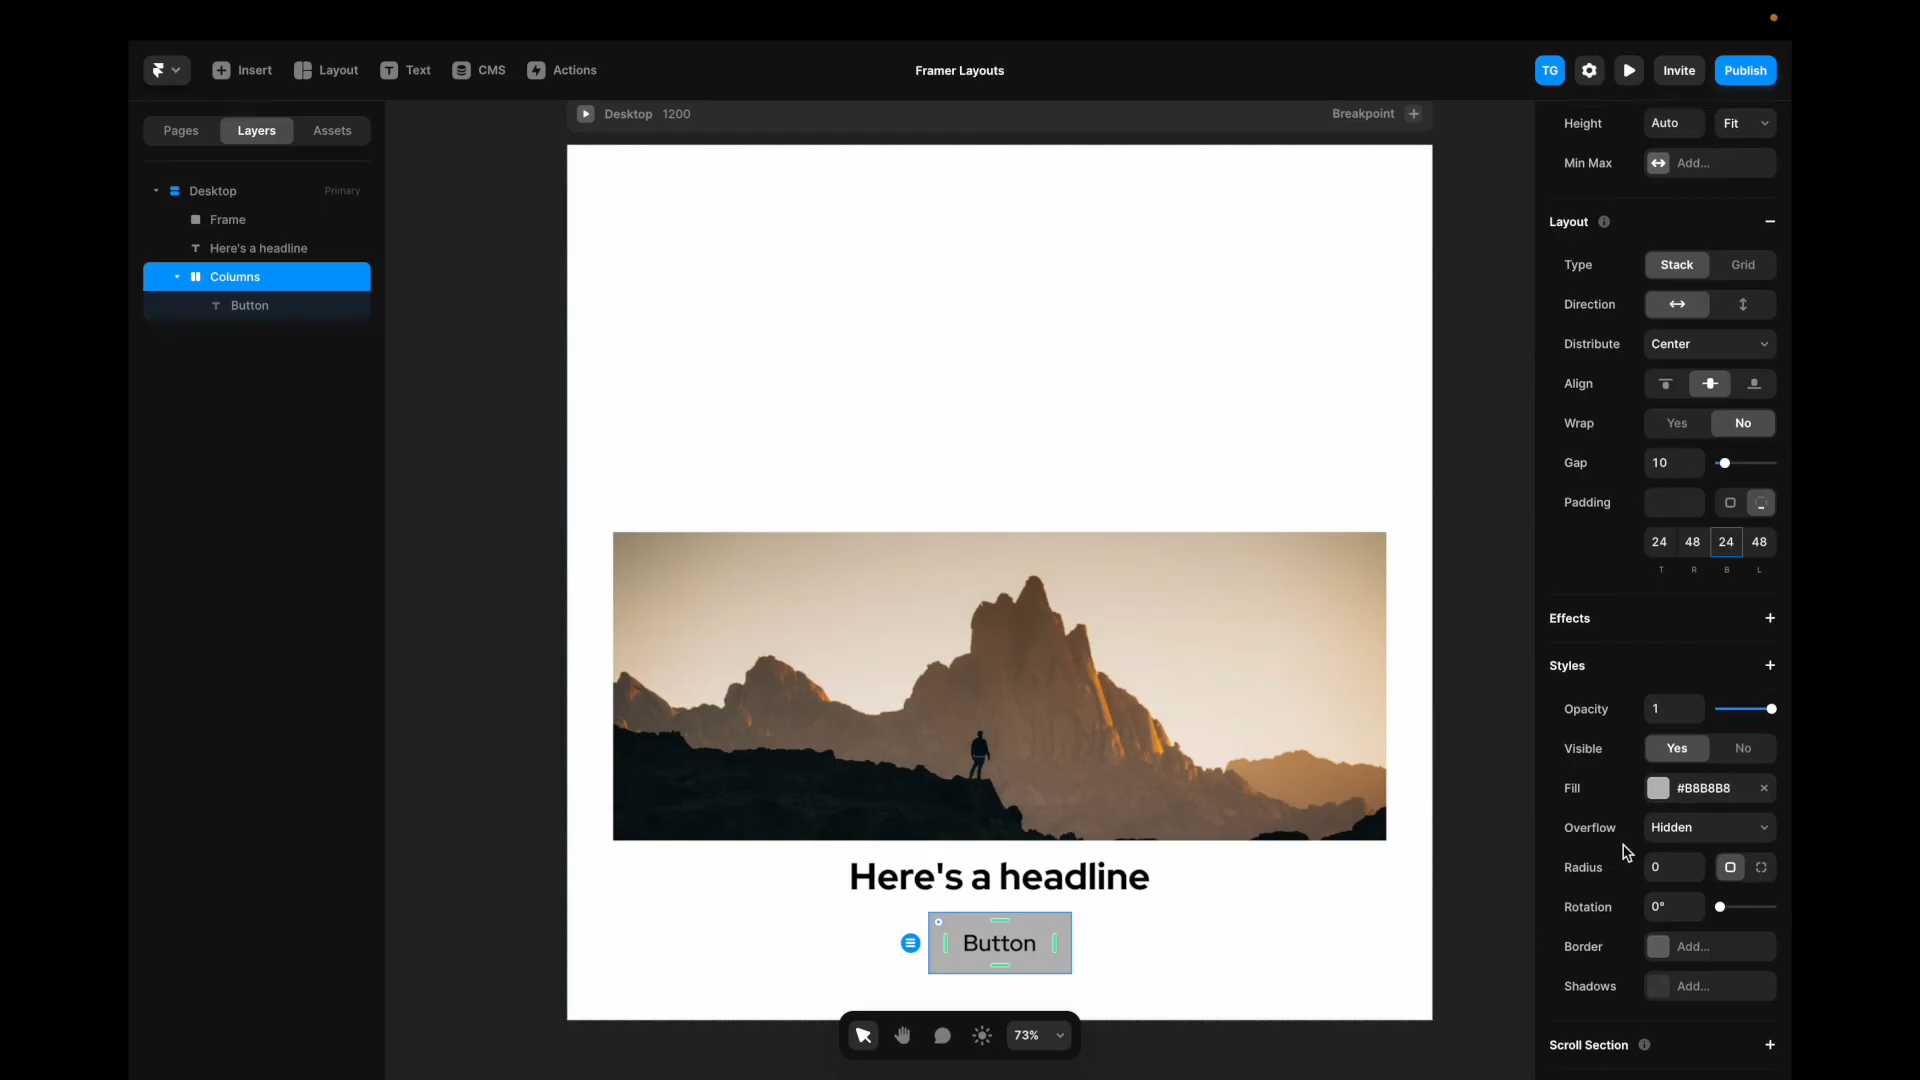 Insert
Layout
Text
CMS
Actions
Framer Layouts
TG
Invite
Publish
Pages
Layers
Assets
Desktop
Primary
Frame
Here's a headline
Columns
Button
Desktop 1200
Breakpoint
Here's a headline
Button
73%
Height Auto Fit
Min Max Add...
Layout
Type Stack Grid
Direction
Distribute Center
Align
Wrap Yes No
Gap 10
Padding
24 48 24 48
T R B L
Effects
Styles
Opacity 1
Visible Yes No
Fill #B8B8B8
Overflow Hidden
Radius 0
Rotation 0°
Border Add...
Shadows Add...
Scroll Section